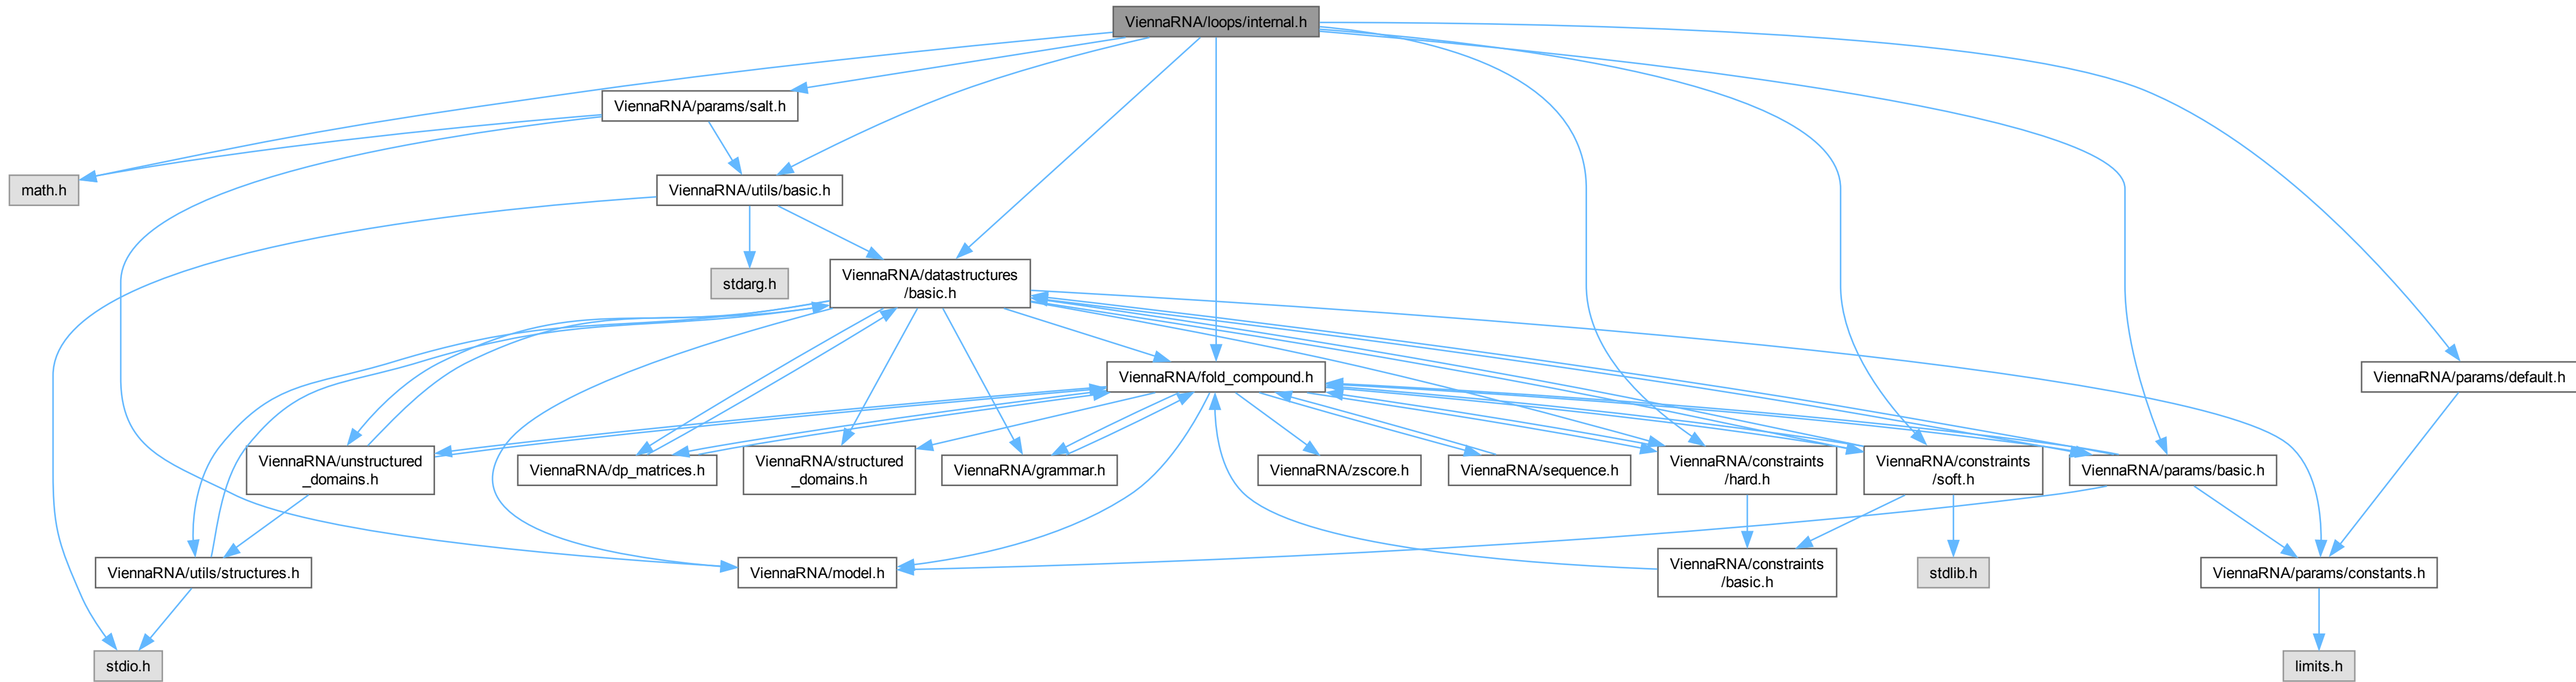 ViennaRNA/loops/internal.h
ViennaRNA/params/salt.h
math.h
ViennaRNA/utils/basic.h
stdarg.h
ViennaRNA/datastructures
/basic.h
ViennaRNA/fold_compound.h
ViennaRNA/params/default.h
ViennaRNA/unstructured
_domains.h
ViennaRNA/dp_matrices.h
ViennaRNA/structured
_domains.h
ViennaRNA/grammar.h
ViennaRNA/zscore.h
ViennaRNA/sequence.h
ViennaRNA/constraints
/hard.h
ViennaRNA/constraints
/soft.h
ViennaRNA/params/basic.h
ViennaRNA/utils/structures.h
ViennaRNA/model.h
ViennaRNA/constraints
/basic.h
stdlib.h
ViennaRNA/params/constants.h
stdio.h
limits.h